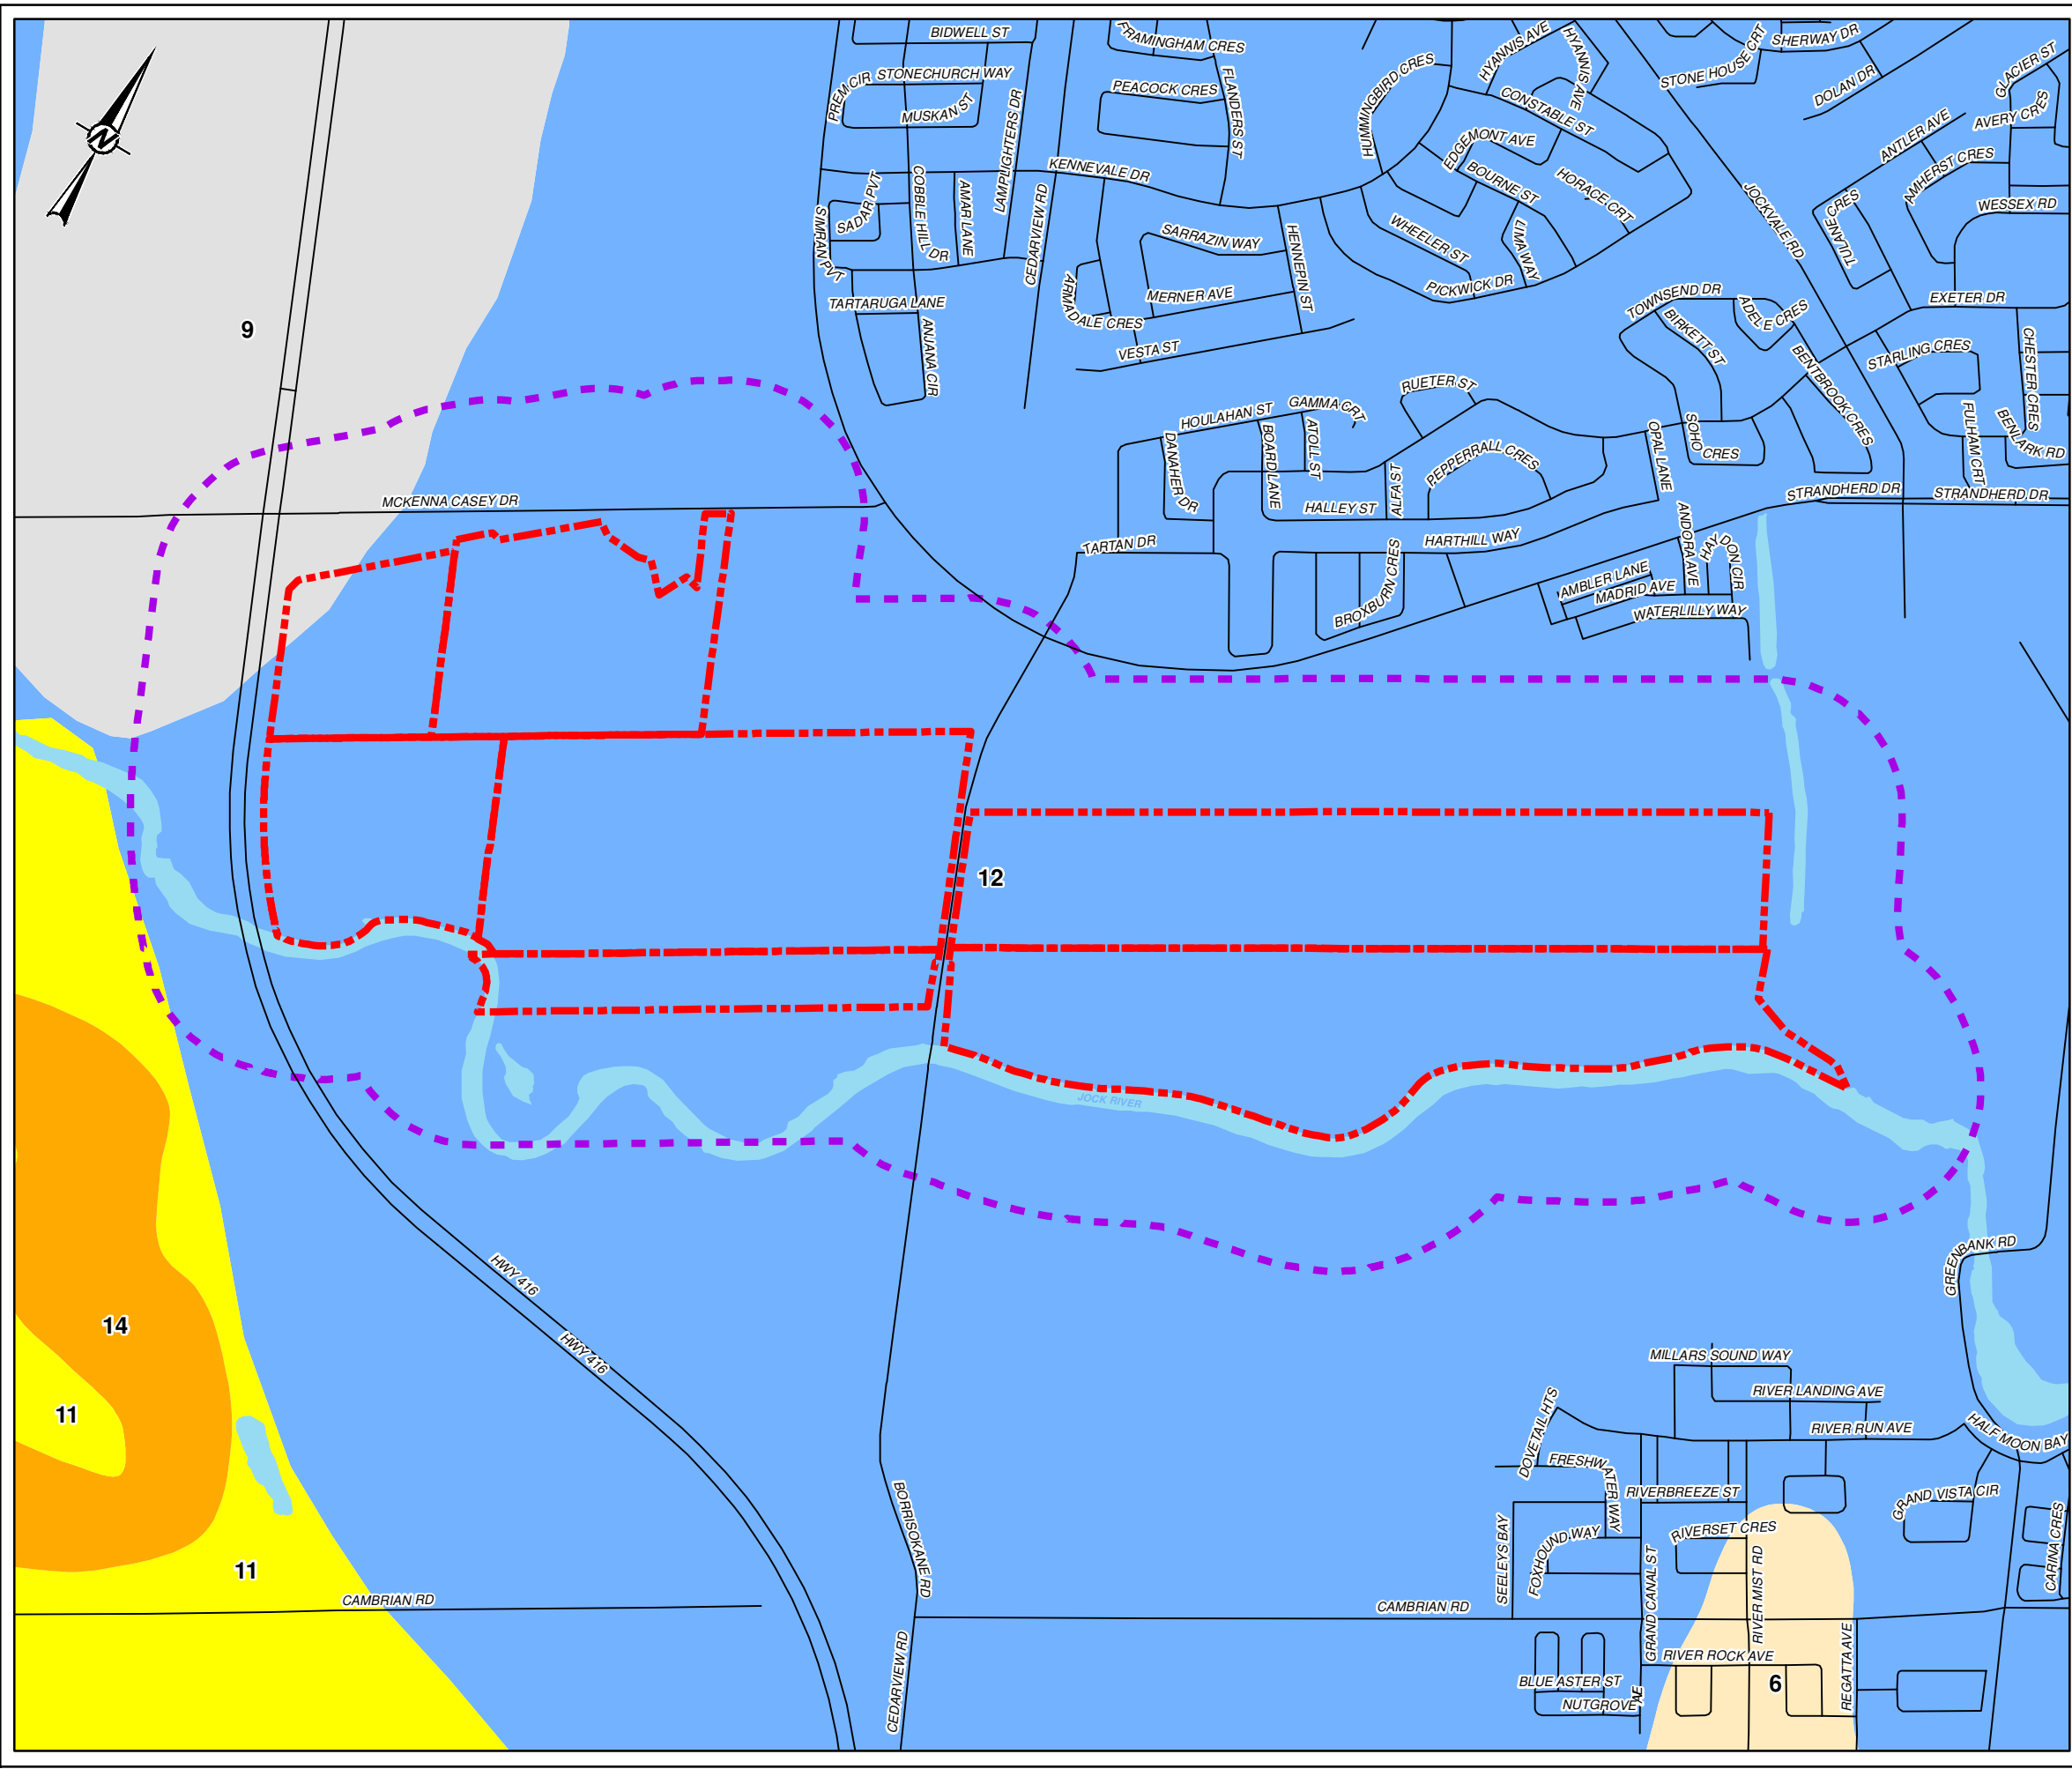 BIDWELL ST
FRAMINGHAM CRES
HYANNIS AVE
HYANNIS AVE
SHERWAY DR
STONE HOUSE CRT
DOLAN DR
GLACIER ST
PREM CIR
STONECHURCH WAY
MUSKAN ST
LAMPLIGHTERS DR
PEACOCK CRES
FLANDERS ST
HUMMINGBIRD CRES
CONSTABLE ST
EDGEMONT AVE
AVERY CRES
ANTLER AVE
AMHERST CRES
N
KENNEVALE DR
BOURNE ST
HORACE CRT
JOCKVALE RD
WESSEX RD
SADAR PVT
COBBLE HILL DR
AMAR LANE
CEDARVIEW RD
SIMRAN PVT
SARRAZIN WAY
HENNEPIN ST
WHEELER ST
LIMA WAY
TULANE CRES
PICKWICK DR
TARTARUGA LANE
ANJANA CIR
ARMADALE CRES
MERNER AVE
VESTA ST
TOWNSEND DR
ADELE CRES
BIRKETT ST
EXETER DR
9
STARLING CRES
CHESTER CRES
BENTBROOK CRES
RUETER ST
GAMMA CRT
HOULAHAN ST
DANAHER DR
BOARD LANE
ATOLL ST
PEPPERRALL CRES
ALFA ST
OPAL LANE
SOHO CRES
FULHAM CRT
BENLARK RD
MCKENNA CASEY DR
HALLEY ST
STRANDHERD DR
STRANDHERD DR
TARTAN DR
HARTHILL WAY
ANDORA AVE
HAYDON CIR
BROXBURN CRES
AMBLER LANE
MADRID AVE
WATERLILLY WAY
12
JOCK RIVER
HWY 416
HWY 416
GREENBANK RD
14
11
MILLARS SOUND WAY
RIVER LANDING AVE
RIVER RUN AVE
HALF MOON BAY
DOVETAIL HTS
FRESHWATER WAY
RIVERBREEZE ST
GRAND VISTA CIR
BORRISOKANE RD
SEELEYS BAY
FOXHOUND WAY
RIVERSET CRES
CARINA CRES
11
GRAND CANAL ST
RIVER MIST RD
CAMBRIAN RD
CAMBRIAN RD
CEDARVIEW RD
RIVER ROCK AVE
REGATTA AVE
6
BLUE ASTER ST
NUTGROVE AE